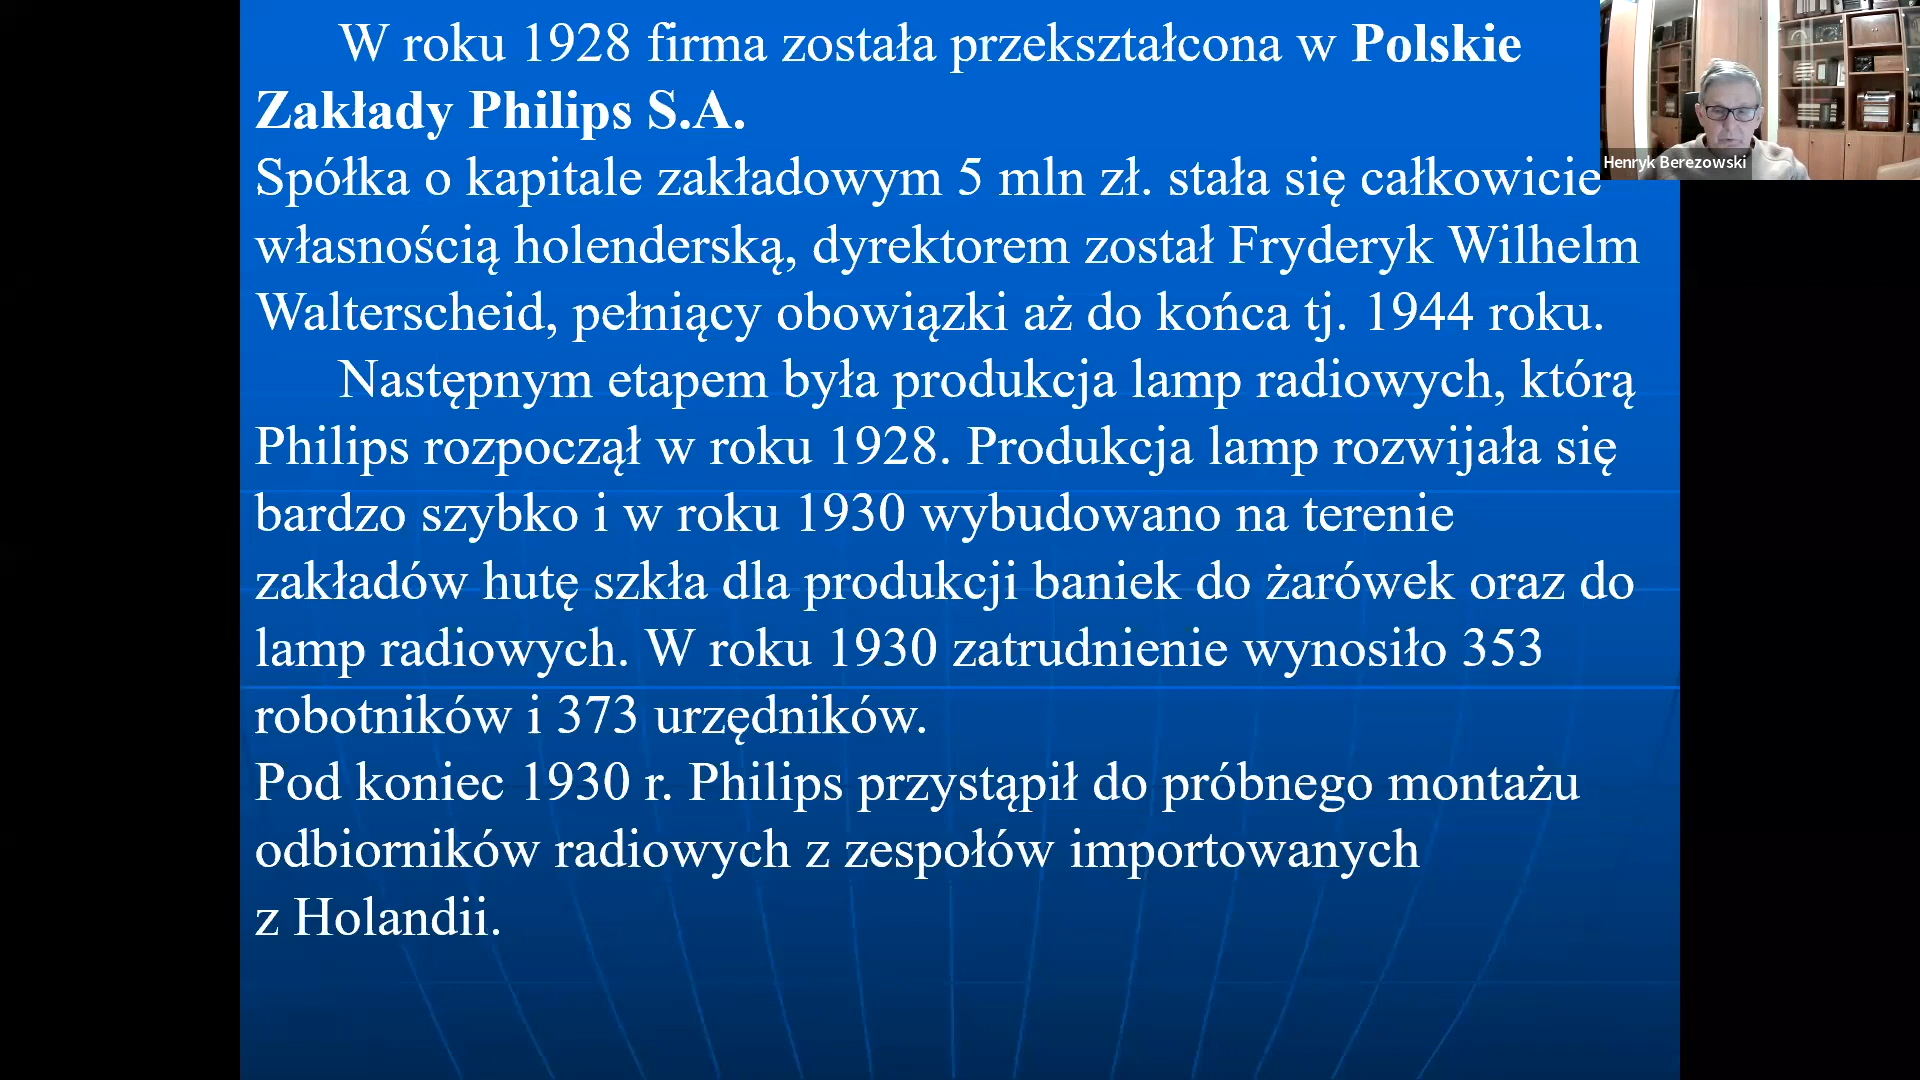 W roku 1928 firma została przekształcona w Polskie
Zakłady Philips S.A.
Spółka o kapitale zakładowym 5 mln zł. stała się całkowicie
własnością holenderską, dyrektorem został Fryderyk Wilhelm
Walterscheid, pełniący obowiązki aż do końca tj. 1944 roku.
Następnym etapem była produkcja lamp radiowych, którą
Philips rozpoczął w roku 1928. Produkcja lamp rozwijała się
bardzo szybko i w roku 1930 wybudowano na terenie
zakładów hutę szkła dla produkcji baniek do żarówek oraz do
lamp radiowych. W roku 1930 zatrudnienie wynosiło 353
robotników i 373 urzędników.
Pod koniec 1930 r. Philips przystąpił do próbnego montażu
odbiorników radiowych z zespołów importowanych
z Holandii.
Henryk Berezowski